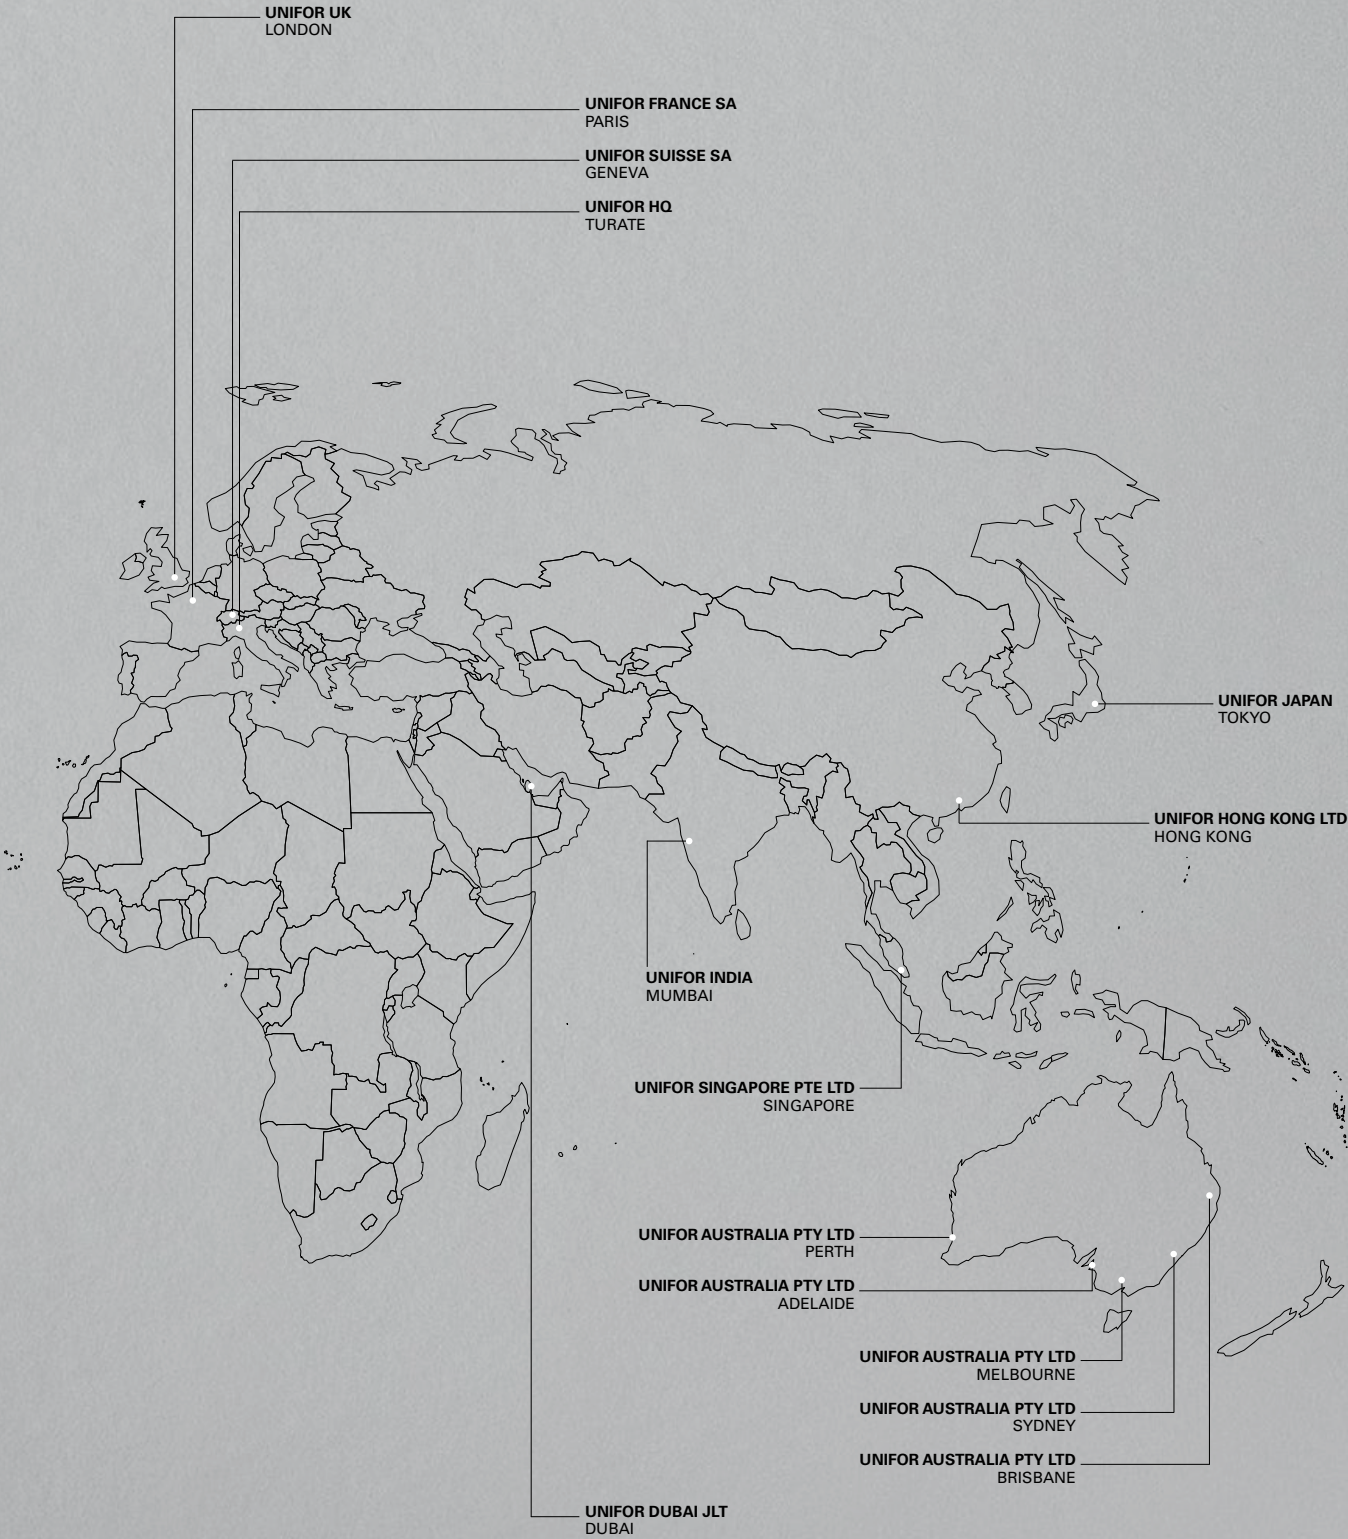 UNIFOR UK
LONDON
UNIFOR FRANCE SA
PARIS
UNIFOR SUISSE SA
GENEVA
UNIFOR HQ
TURATE
UNIFOR JAPAN
TOKYO
UNIFOR HONG KONG LTD
HONG KONG
UNIFOR INDIA
MUMBAI
UNIFOR SINGAPORE PTE LTD
SINGAPORE
UNIFOR AUSTRALIA PTY LTD
PERTH
UNIFOR AUSTRALIA PTY LTD
ADELAIDE
UNIFOR AUSTRALIA PTY LTD
MELBOURNE
UNIFOR AUSTRALIA PTY LTD
SYDNEY
UNIFOR AUSTRALIA PTY LTD
BRISBANE
UNIFOR DUBAI JLT
DUBAI